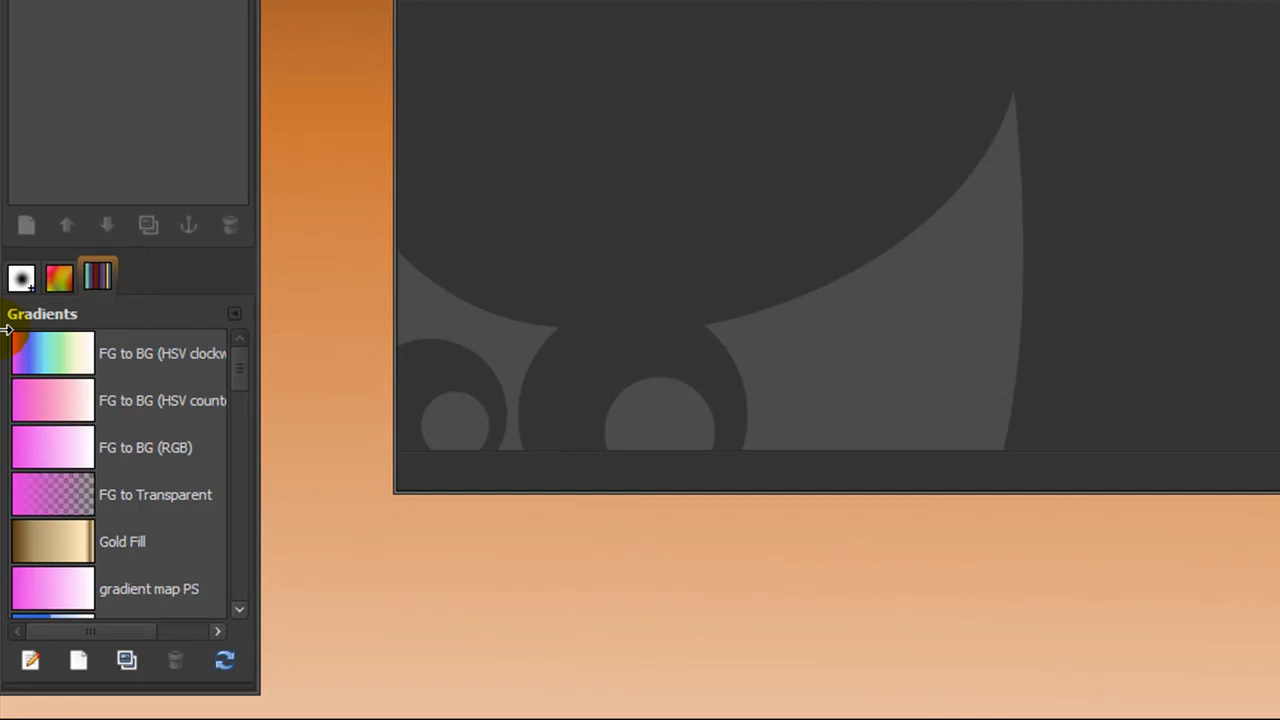 Gradients
FG to BG (HSV clockw
FG to BG (HSV count
FG to BG (RGB)
FG to Transparent
Gold Fill
gradient map PS